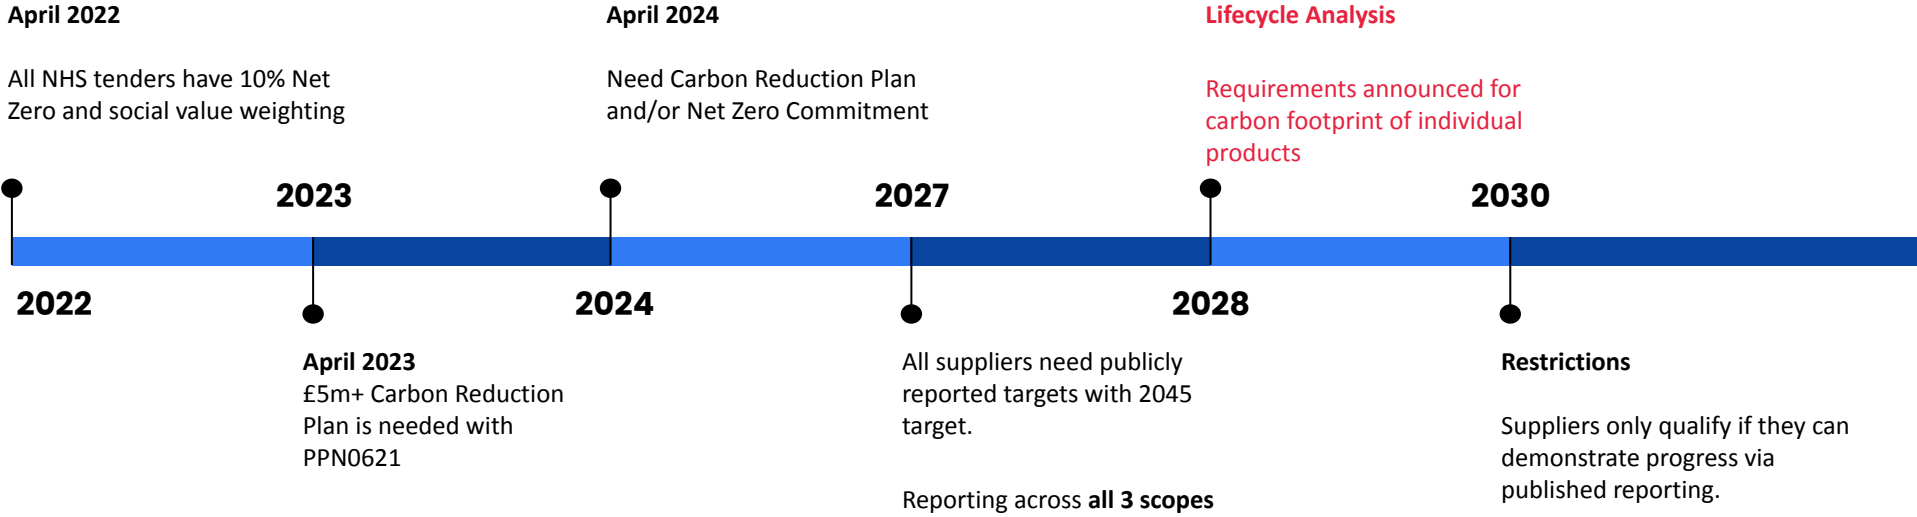 April 2022
All NHS tenders have 10% Net
Zero and social value weighting
April 2024
Need Carbon Reduction Plan
and/or Net Zero Commitment
Lifecycle Analysis
Requirements announced for
carbon footprint of individual
products
2023
2027
2030
2022
2024
2028
April 2023
£5m+ Carbon Reduction
Plan is needed with
PPN0621
All suppliers need publicly
reported targets with 2045
target.
Reporting across all 3 scopes
Restrictions
Suppliers only qualify if they can
demonstrate progress via
published reporting.